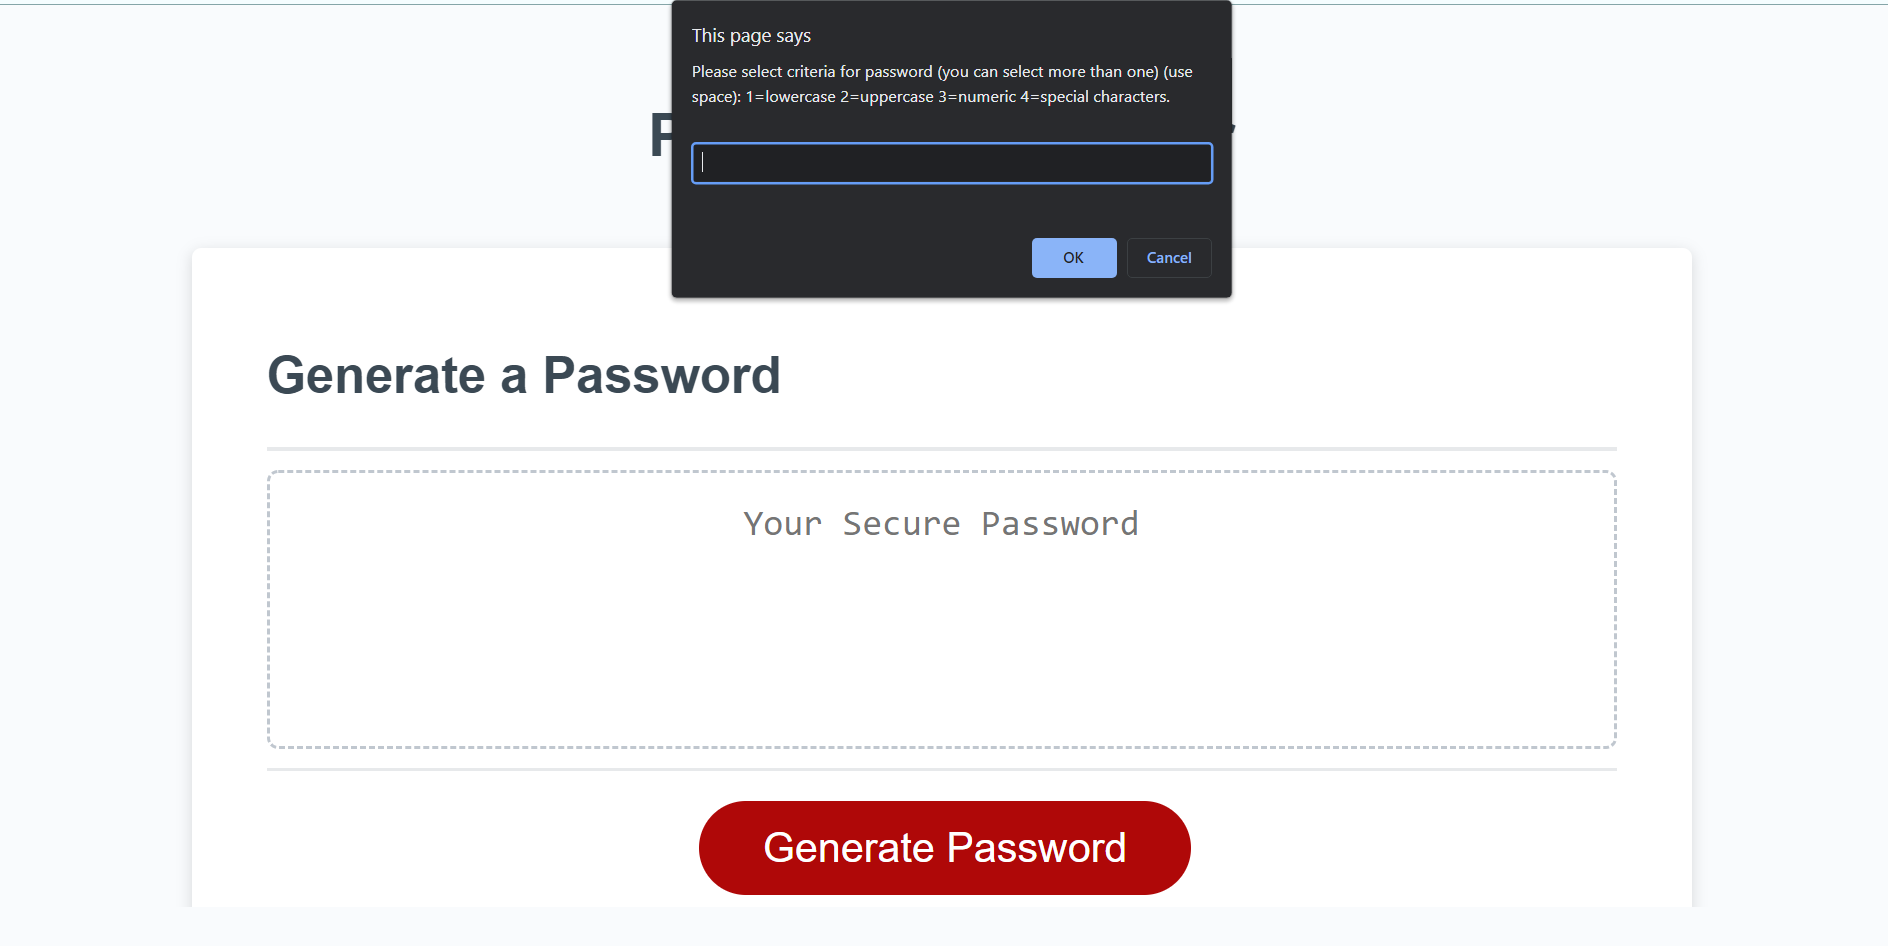 This page says
Please select criteria for password (you can select more than one) (use
space): 1=lowercase 2=uppercase 3=numeric 4=special characters.
OK
Cancel
Generate a Password
Your Secure Password
Generate Password